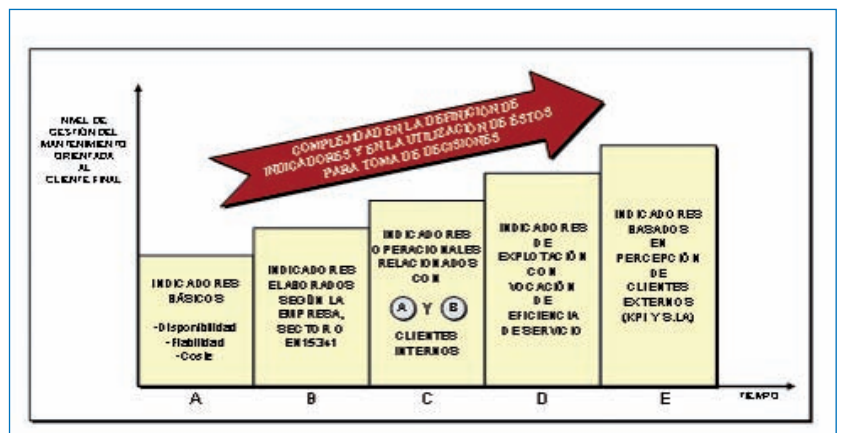 NIVEL DE
GESTIÓN DEL
MANTENIMIENTO
ORIENTADA
AL
CLIENTE FINAL
COMPLEJIDAD EN LA DEFINICIÓN DE
INDICADORES Y EN LA UTILIZACIÓN DE ÉSTOS
PARA TOMA DE DECISIONES
INDICADORES
BÁSICOS
-Disponibilidad
-Fiabilidad
-Coste
INDICADORES
ELABORADOS
SEGÚN LA
EMPRESA,
SECTOR O
EN15341
INDICADORES
OPERACIONALES
RELACIONADOS
CON
A Y B
CLIENTES
INTERNOS
INDICADORES
DE
EXPLOTACIÓN
CON
VOCACIÓN
DE
EFICIENCIA
DE SERVICIO
INDICADORES
BASADOS
EN
PERCEPCIÓN
DE
CLIENTES
EXTERNOS
(KPI Y S.LA)
A B C D E TIEMPO